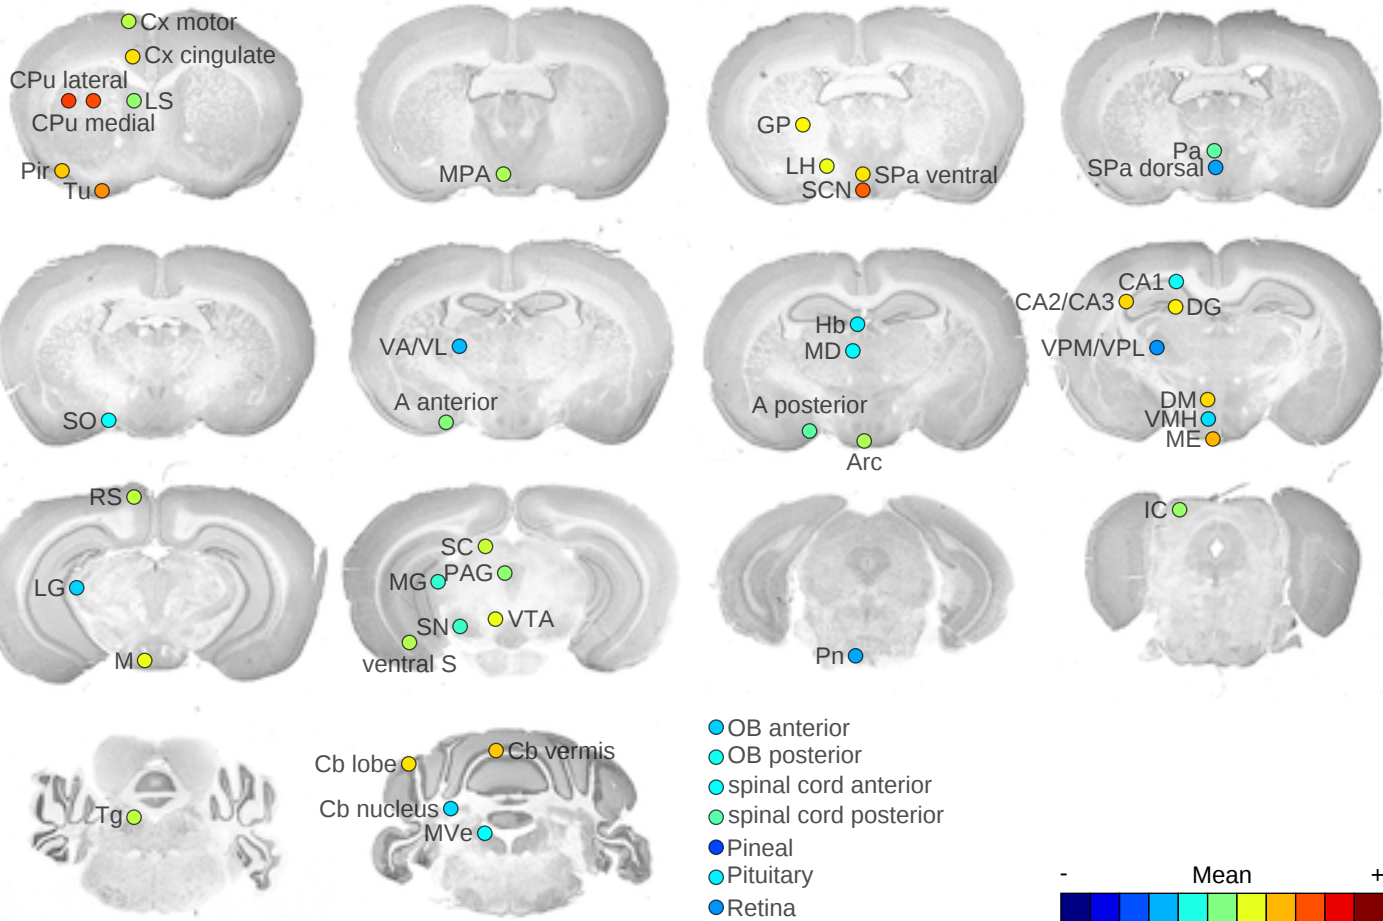 Cx motor
Cx cingulate
CPu lateral
LS
CPu medial
Pir
Tu
MPA
GP
LH
SPa ventral
SCN
Pa
SPa dorsal
SO
VA/VL
A anterior
Hb
MD
A posterior
Arc
CA1
CA2/CA3
DG
VPM/VPL
DM
VMH
ME
RS
LG
M
SC
MG
PAG
SN
VTA
ventral S
Pn
IC
Tg
Cb lobe
Cb vermis
Cb nucleus
MVe
OB anterior
OB posterior
spinal cord anterior
spinal cord posterior
Pineal
Pituitary
Retina
- Mean +